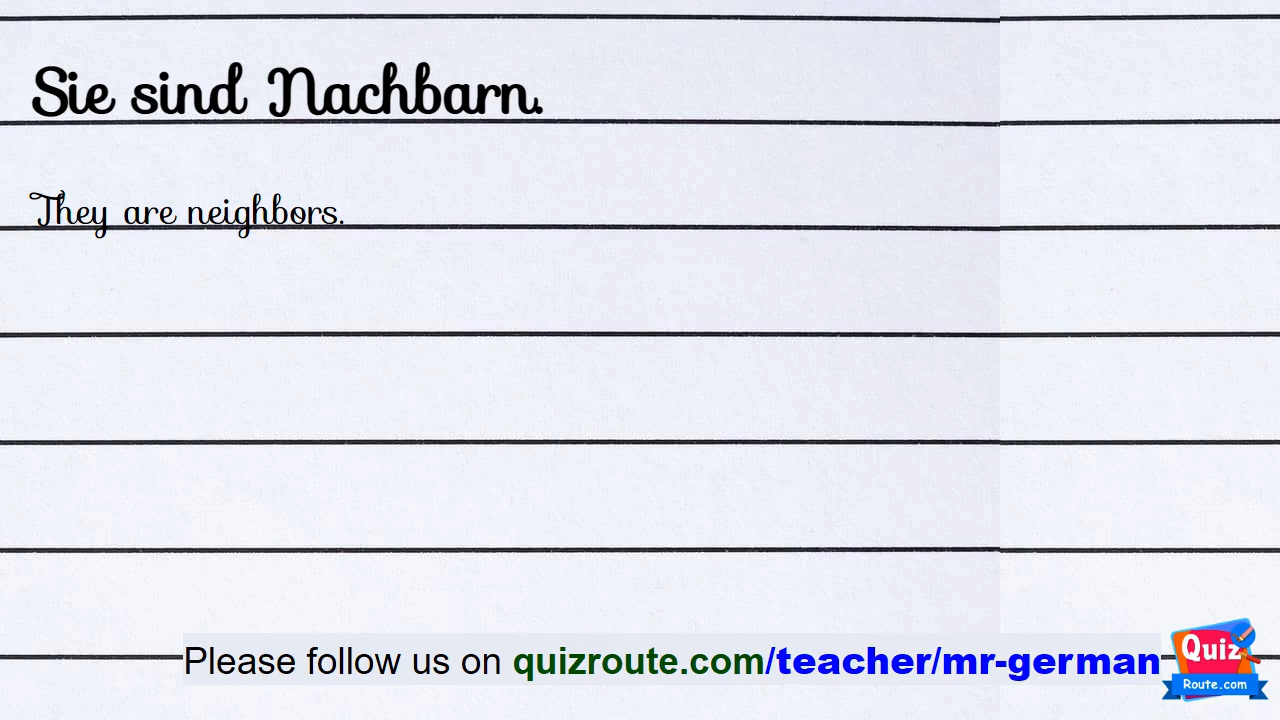 Sie sind Nachbarn.
They are neighbors.
Please follow us on quizroute.com/teacher/mr-german
Quiz
Route.com